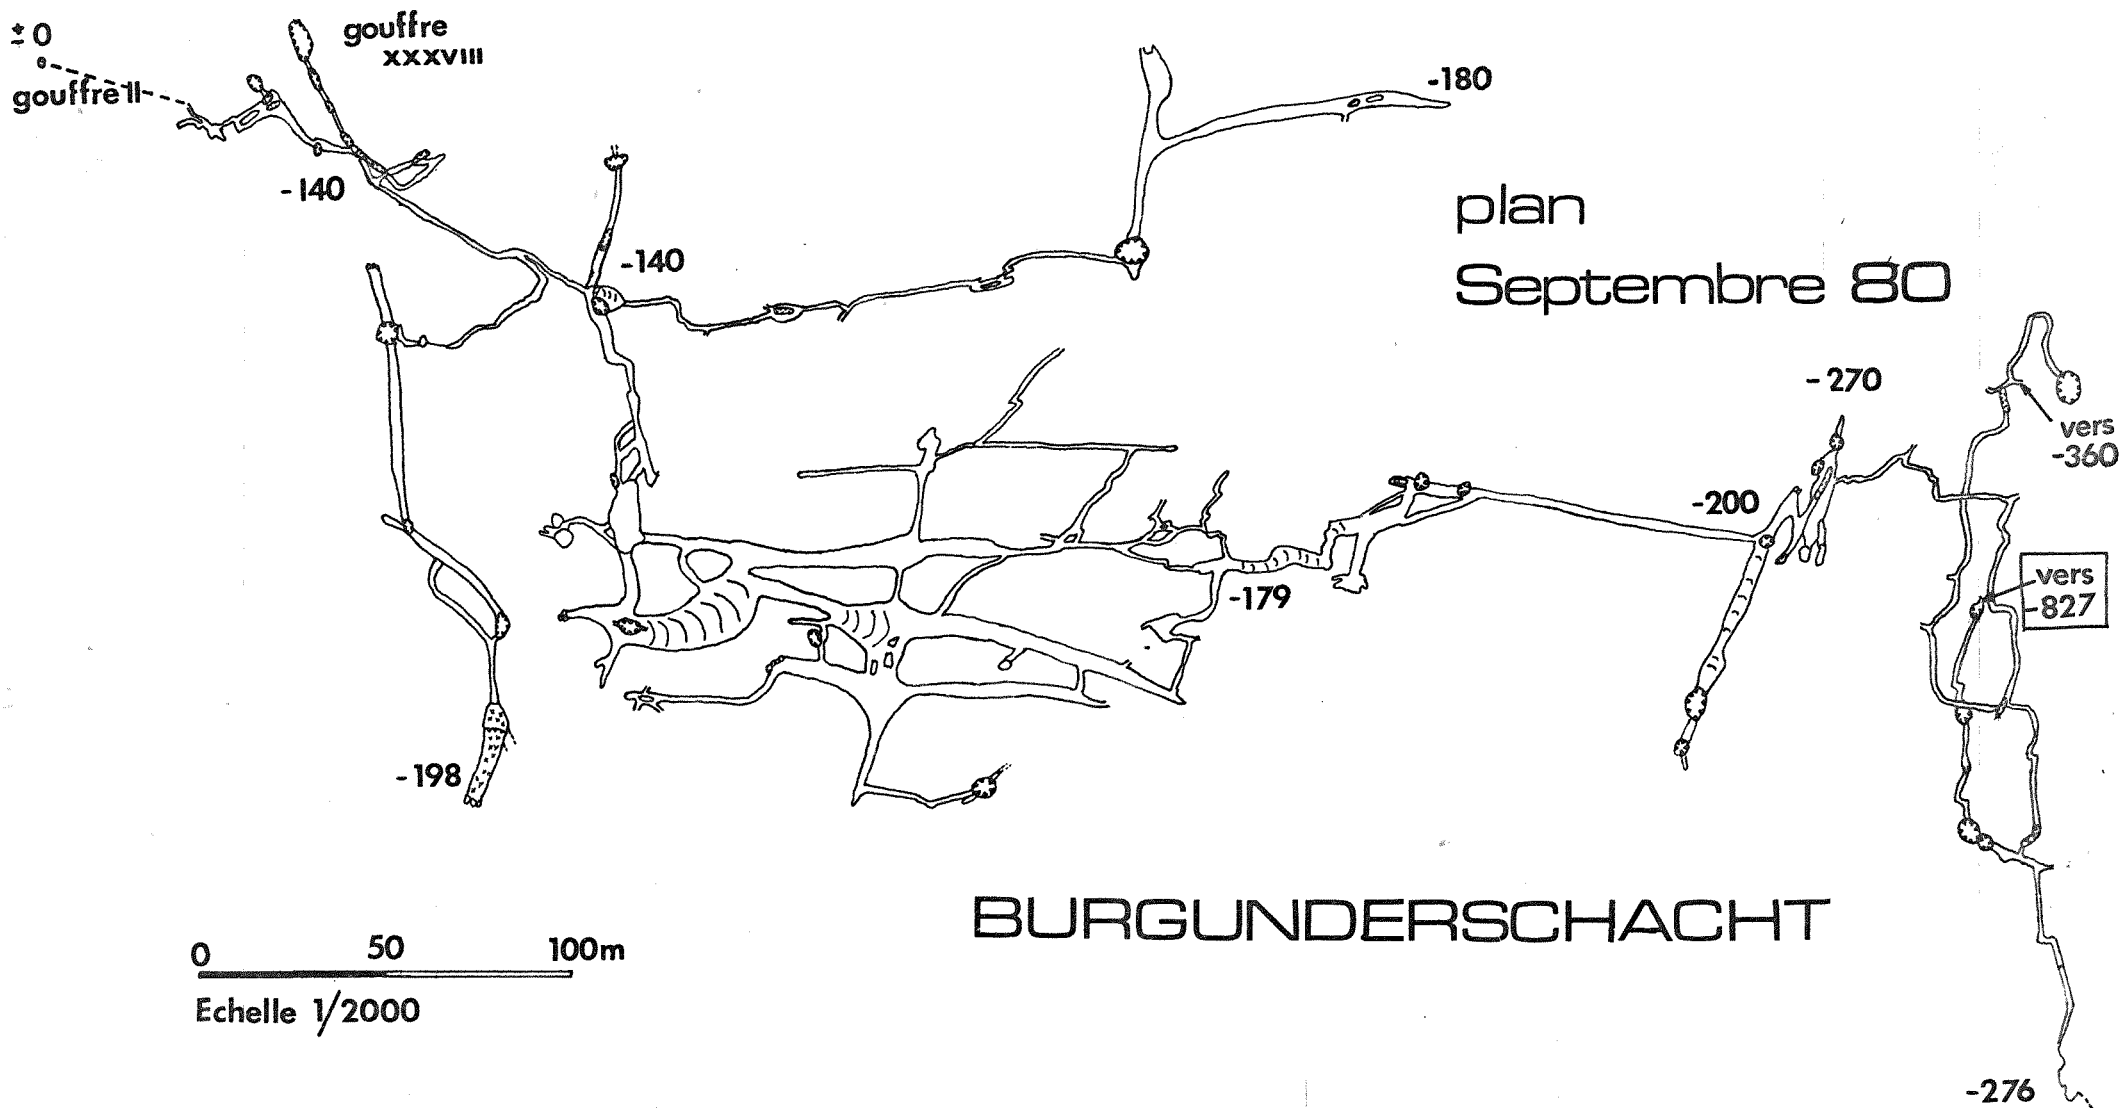 ± 0
gouffre II
gouffre
XXXVIII
-180
-140
-140
plan
Septembre 80
-270
vers
-360
-200
vers
-827
-179
-198
BURGUNDERSCHACHT
0 50 100m
Echelle 1/2000
-276